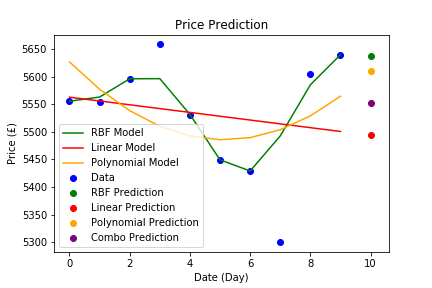 Price Prediction
Price (£)
5650
5600
5550
5500
5450
5400
5350
5300
RBF Model
Linear Model
Polynomial Model
Data
RBF Prediction
Linear Prediction
Polynomial Prediction
Combo Prediction
0 2 4 6 8 10
Date (Day)